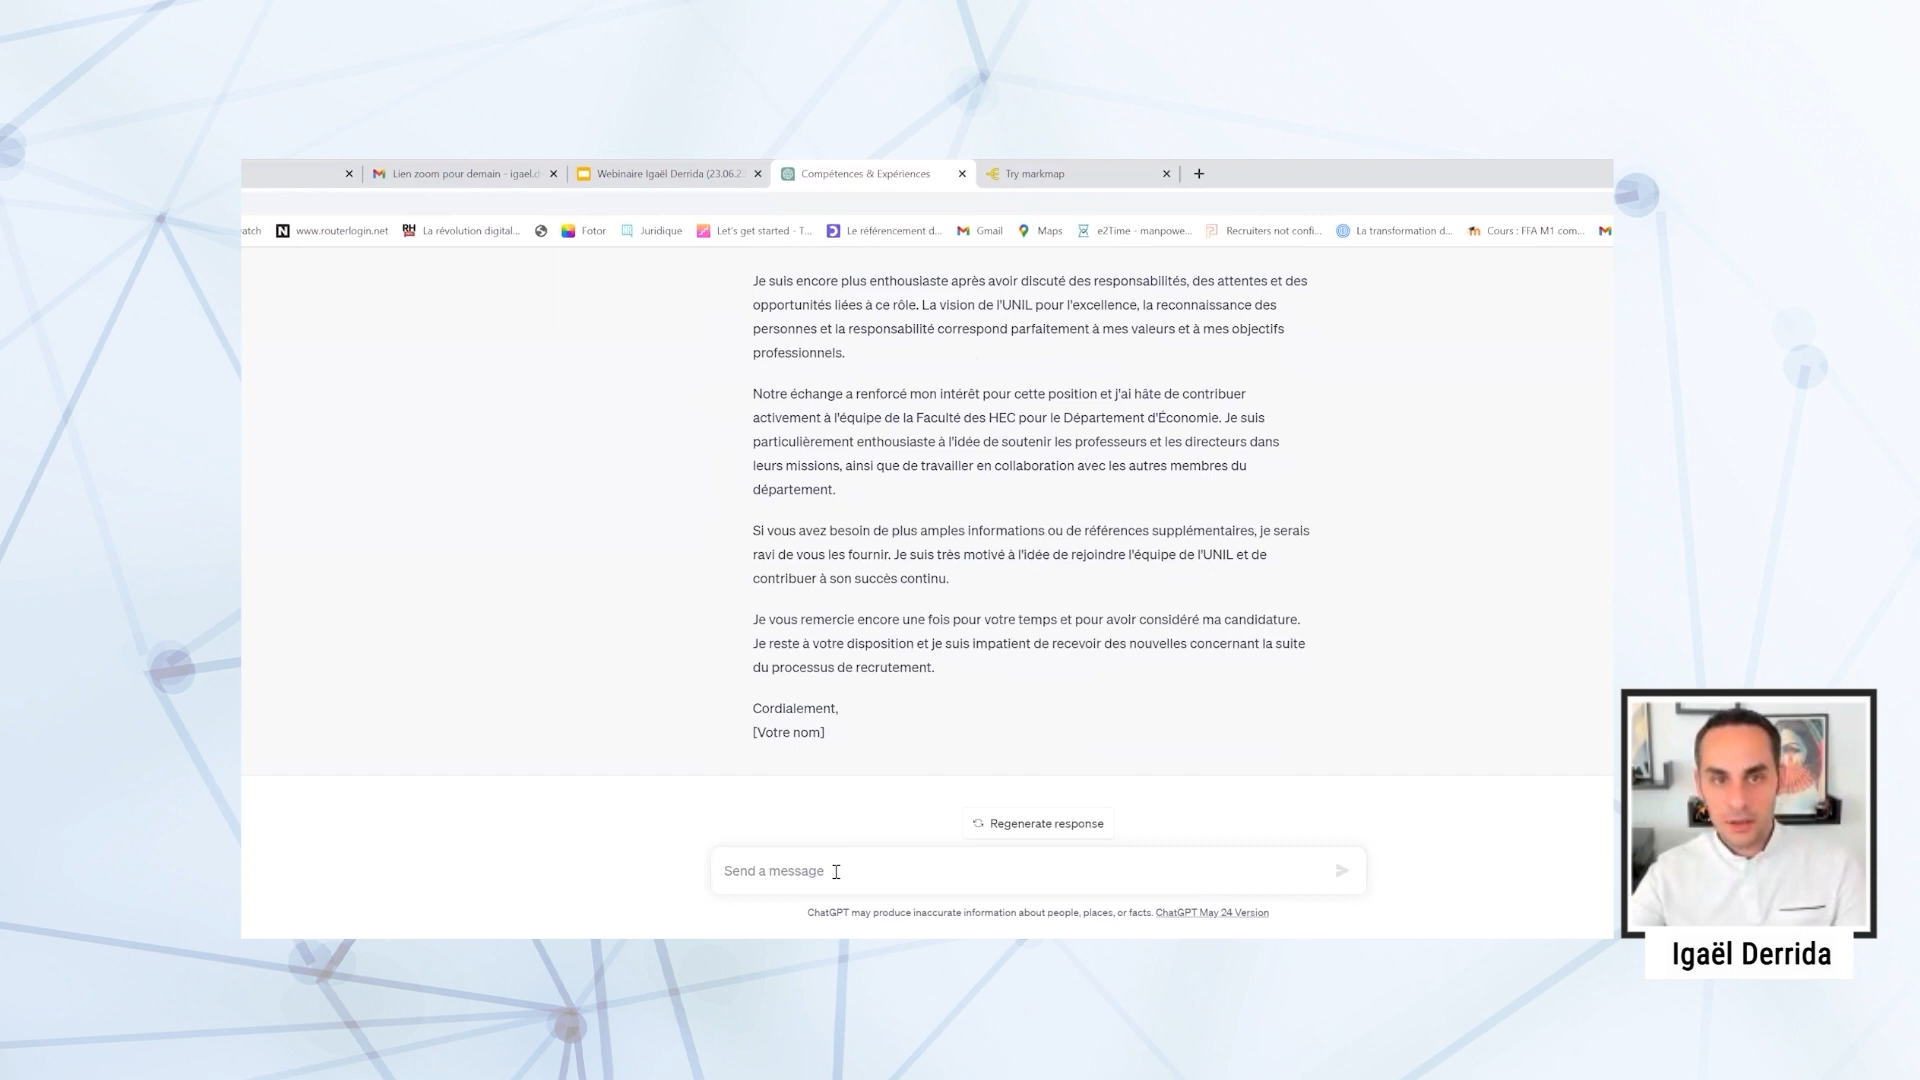 Lien zoom pour demain - igael.d
Webinaire Igaël Derrida (23.06.23
Compétences & Expériences
Try markmap
atch
www.routerlogin.net
La révolution digital...
Fotor
Juridique
Let's get started - T...
Le référencement d...
Gmail
Maps
e2Time - manpowe...
Recruiters not confi...
La transformation d...
Cours : FFA M1 com...
Je suis encore plus enthousiaste après avoir discuté des responsabilités, des attentes et des
opportunités liées à ce rôle. La vision de l'UNIL pour l'excellence, la reconnaissance des
personnes et la responsabilité correspond parfaitement à mes valeurs et à mes objectifs
professionnels.
Notre échange a renforcé mon intérêt pour cette position et j'ai hâte de contribuer
activement à l'équipe de la Faculté des HEC pour le Département d'Économie. Je suis
particulièrement enthousiaste à l'idée de soutenir les professeurs et les directeurs dans
leurs missions, ainsi que de travailler en collaboration avec les autres membres du
département.
Si vous avez besoin de plus amples informations ou de références supplémentaires, je serais
ravi de vous les fournir. Je suis très motivé à l'idée de rejoindre l'équipe de l'UNIL et de
contribuer à son succès continu.
Je vous remercie encore une fois pour votre temps et pour avoir considéré ma candidature.
Je reste à votre disposition et je suis impatient de recevoir des nouvelles concernant la suite
du processus de recrutement.
Cordialement,
[Votre nom]
Regenerate response
Send a message
ChatGPT may produce inaccurate information about people, places, or facts. ChatGPT May 24 Version
Igaël Derrida